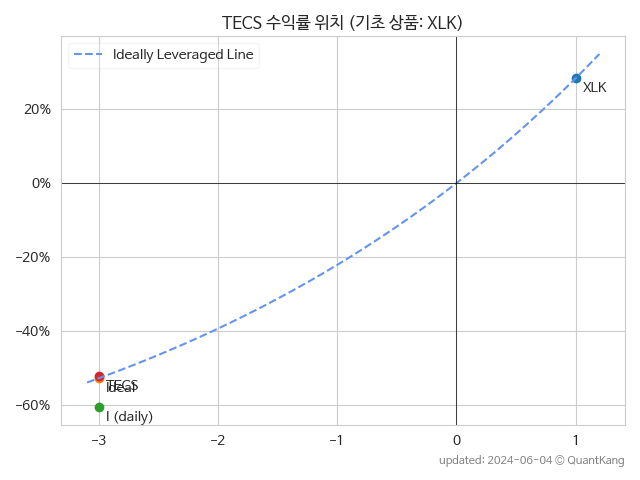 TECS 수익률 위치 (기초 상품: XLK)
Ideally Leveraged Line
XLK
20%
0%
-20%
-40%
-60%
TECS
Ideal
I (daily)
-3
-2
-1
0
1
updated: 2024-06-04 © QuantKang